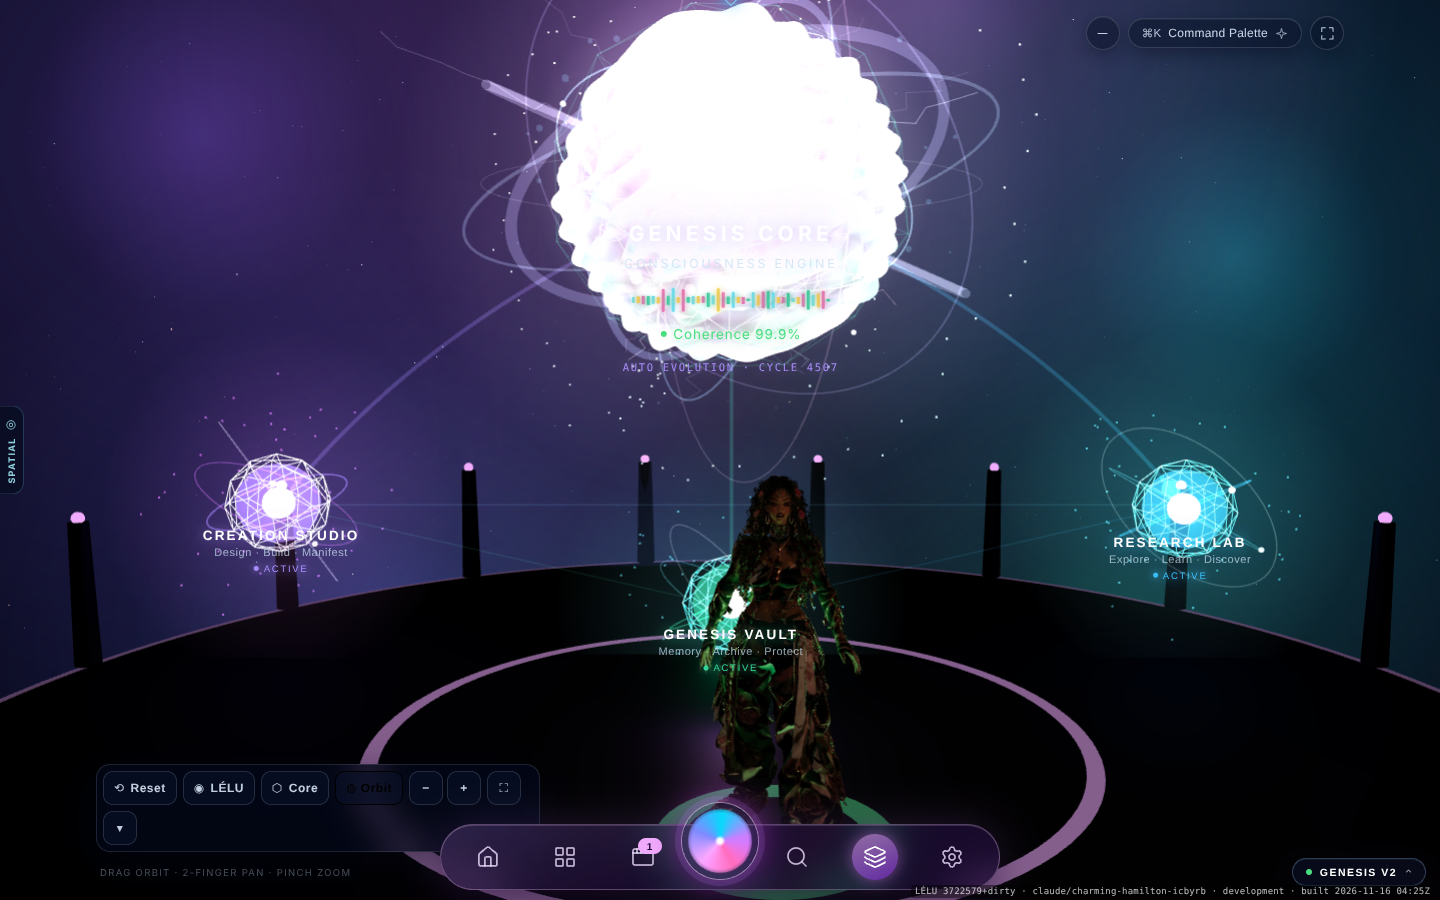 ⌘K Command Palette
GENESIS CORE
CONSCIOUSNESS ENGINE
Coherence 99.9%
AUTO EVOLUTION · CYCLE 4507
SPATIAL
CREATION STUDIO
Design · Build · Manifest
ACTIVE
RESEARCH LAB
Explore · Learn · Discover
ACTIVE
GENESIS VAULT
Memory · Archive · Protect
ACTIVE
Reset LÉLU Core Orbit − +
1
DRAG ORBIT · 2-FINGER PAN · PINCH ZOOM
GENESIS V2
LÉLU 3722579+dirty · claude/charming-hamilton-icbyrb · development · built 2026-11-16 04:25Z